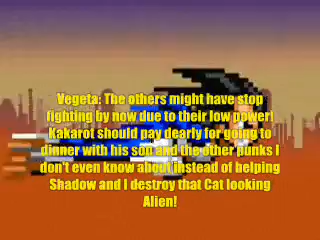 Vegeta: The others might have stop
fighting by now due to their low power!
Kakarot should pay dearly for going to
dinner with his son and the other punks I
don't even know about instead of helping
Shadow and I destroy that Cat looking
Alien!